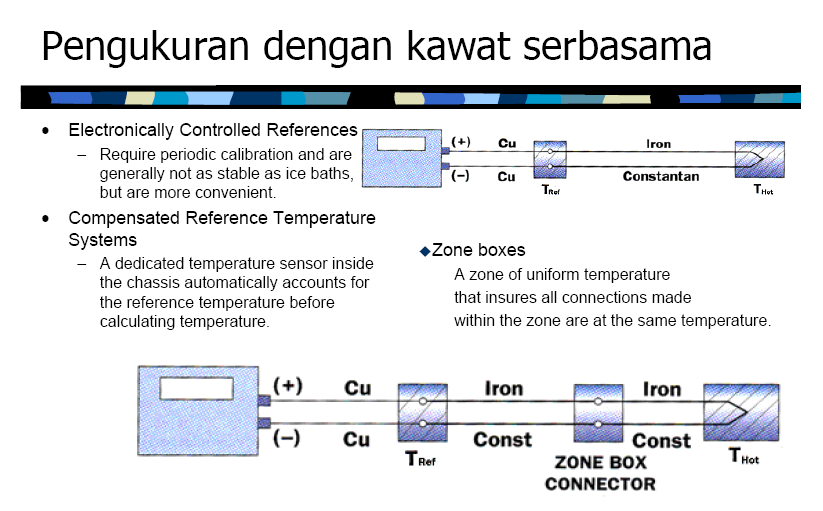 Pengukuran dengan kawat serbasama
• Electronically Controlled References
– Require periodic calibration and are
generally not as stable as ice baths,
but are more convenient.
• Compensated Reference Temperature
Systems
– A dedicated temperature sensor inside
the chassis automatically accounts for
the reference temperature before
calculating temperature.
(+) Cu Iron
(–) Cu Constantan
TRef THot
◆Zone boxes
A zone of uniform temperature
that insures all connections made
within the zone are at the same temperature.
(+) Cu Iron Iron
(–) Cu Const Const
TRef THot
ZONE BOX
CONNECTOR